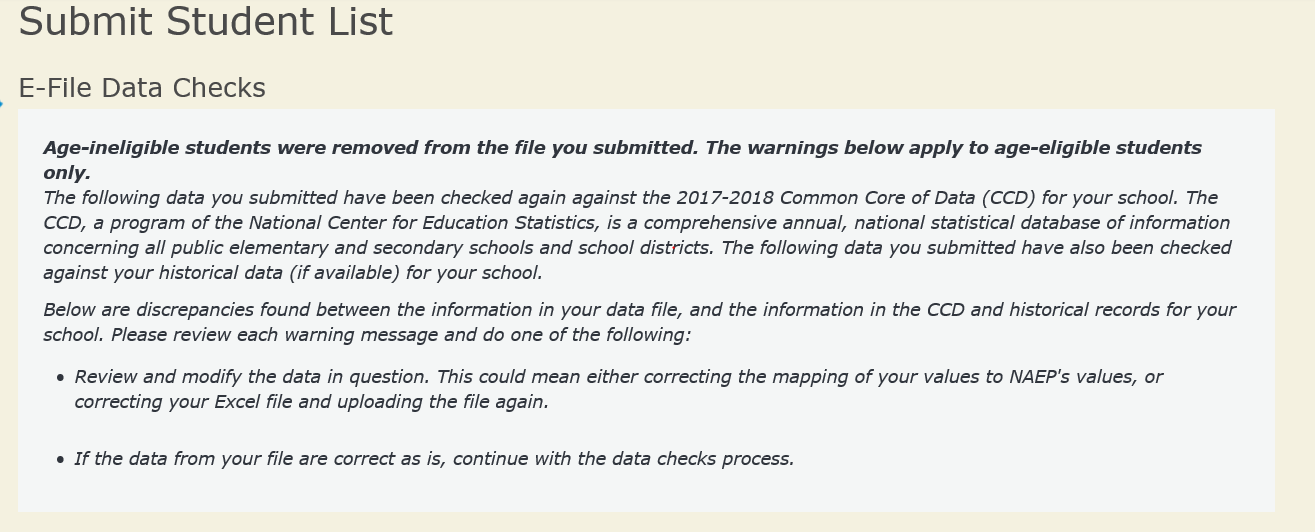 Submit Student List
E-File Data Checks
Age-ineligible students were removed from the file you submitted. The warnings below apply to age-eligible students
only.
The following data you submitted have been checked again against the 2017-2018 Common Core of Data (CCD) for your school. The
CCD, a program of the National Center for Education Statistics, is a comprehensive annual, national statistical database of information
concerning all public elementary and secondary schools and school districts. The following data you submitted have also been checked
against your historical data (if available) for your school.
Below are discrepancies found between the information in your data file, and the information in the CCD and historical records for your
school. Please review each warning message and do one of the following:
• Review and modify the data in question. This could mean either correcting the mapping of your values to NAEP's values, or
correcting your Excel file and uploading the file again.
• If the data from your file are correct as is, continue with the data checks process.